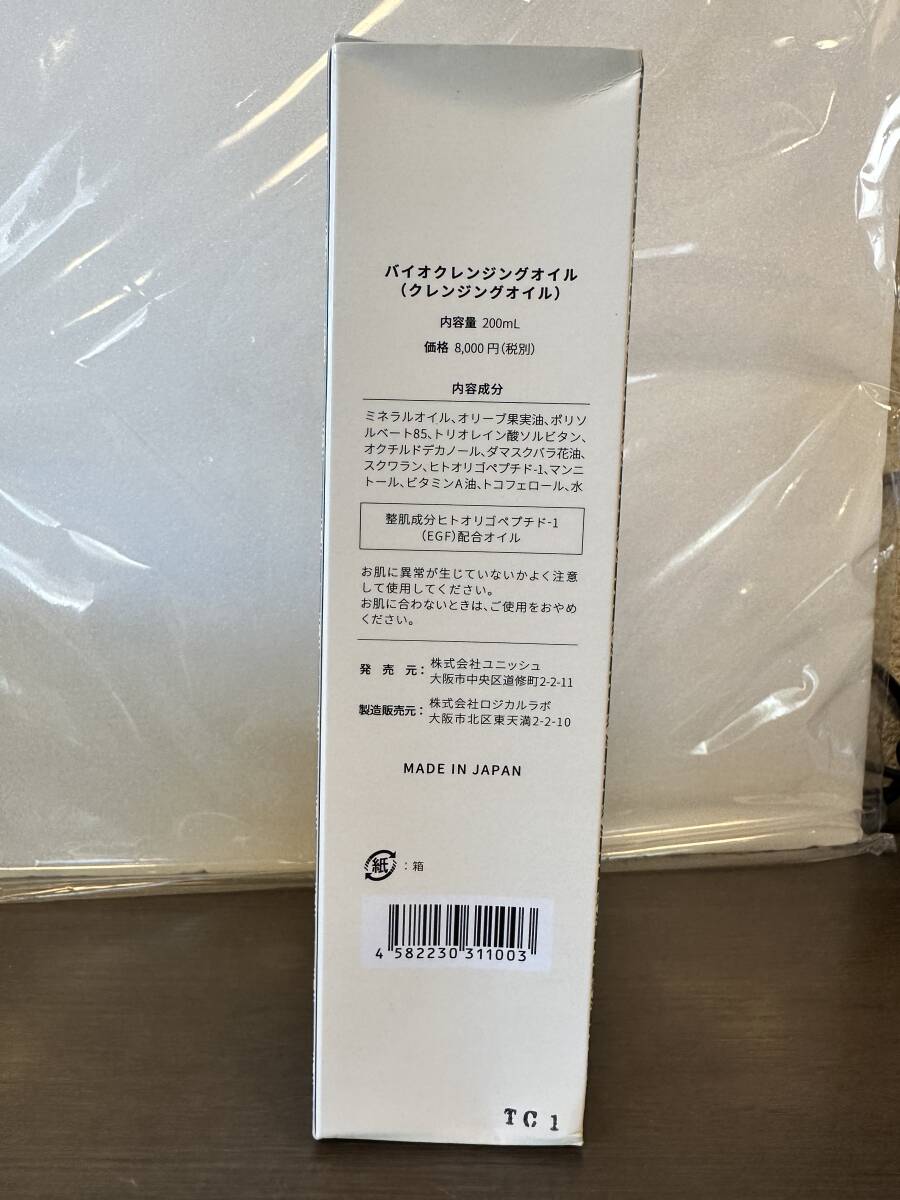 バイオクレンジングオイル
（クレンジングオイル）
内容量 200mL
価格 8,000円（税別）
内容成分
ミネラルオイル、オリーブ果実油、ポリソ
ルベート85、トリオレイン酸ソルビタン、
オクチルドデカノール、ダマスクバラ花油、
スクワラン、ヒトオリゴペプチド-1、マンニ
トール、ビタミンA油、トコフェロール、水
整肌成分ヒトオリゴペプチド-1
（EGF）配合オイル
お肌に異常が生じていないかよく注意
して使用してください。
お肌に合わないときは、ご使用をおやめ
ください。
発売元： 株式会社ユニッシュ
大阪市中央区道修町2-2-11
製造販売元： 株式会社ロジカルラボ
大阪市北区東天満2-2-10
MADE IN JAPAN
紙 ：箱
4 582230 311003
TC1